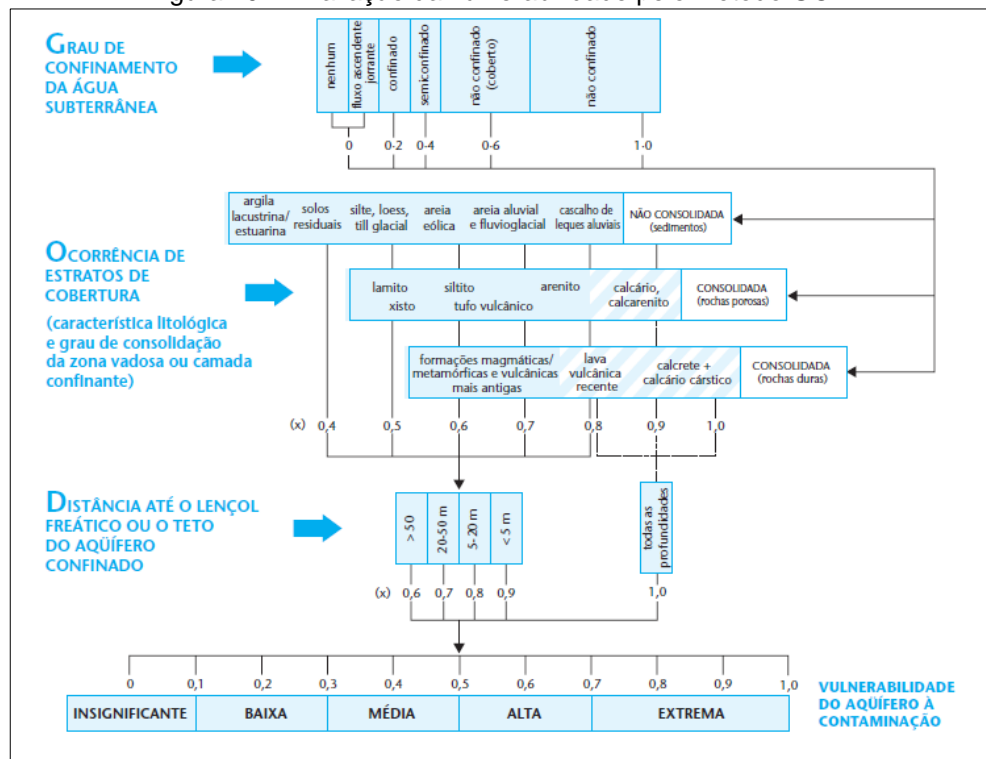 GRAU DE
CONFINAMENTO
DA ÁGUA
SUBTERRÂNEA
nenhum
fluxo ascendente
jorrante
confinado
semiconfinado
não confinado
(coberto)
não confinado
0
0-2
0-4
0-6
1-0
argila
lacustrina/
estuarina
solos
residuais
silte, loess,
till glacial
areia
eólica
areia aluvial
e fluvioglacial
cascalho de
leques aluviais
NÃO CONSOLIDADA
(sedimentos)
OCORRÊNCIA DE
ESTRATOS DE
COBERTURA
(característica litológica
e grau de consolidação
da zona vadosa ou camada
confinante)
lamito
xisto
siltito
tufo vulcânico
arenito
calcário,
calcarenito
CONSOLIDADA
(rochas porosas)
formações magmáticas/
metamórficas e vulcânicas
mais antigas
lava
vulcânica
recente
calcrete +
calcário cárstico
CONSOLIDADA
(rochas duras)
(x) 0,4 0,5 0,6 0,7 0,8 0,9 1,0
DISTÂNCIA ATÉ O LENÇOL
FREÁTICO OU O TETO
DO AQÜÍFERO
CONFINADO
> 50
20-50 m
5-20 m
< 5 m
todas as
profundidades
(x) 0,6 0,7 0,8 0,9 1,0
0 0,1 0,2 0,3 0,4 0,5 0,6 0,7 0,8 0,9 1,0
INSIGNIFICANTE BAIXA MÉDIA ALTA EXTREMA
VULNERABILIDADE
DO AQÜÍFERO À
CONTAMINAÇÃO